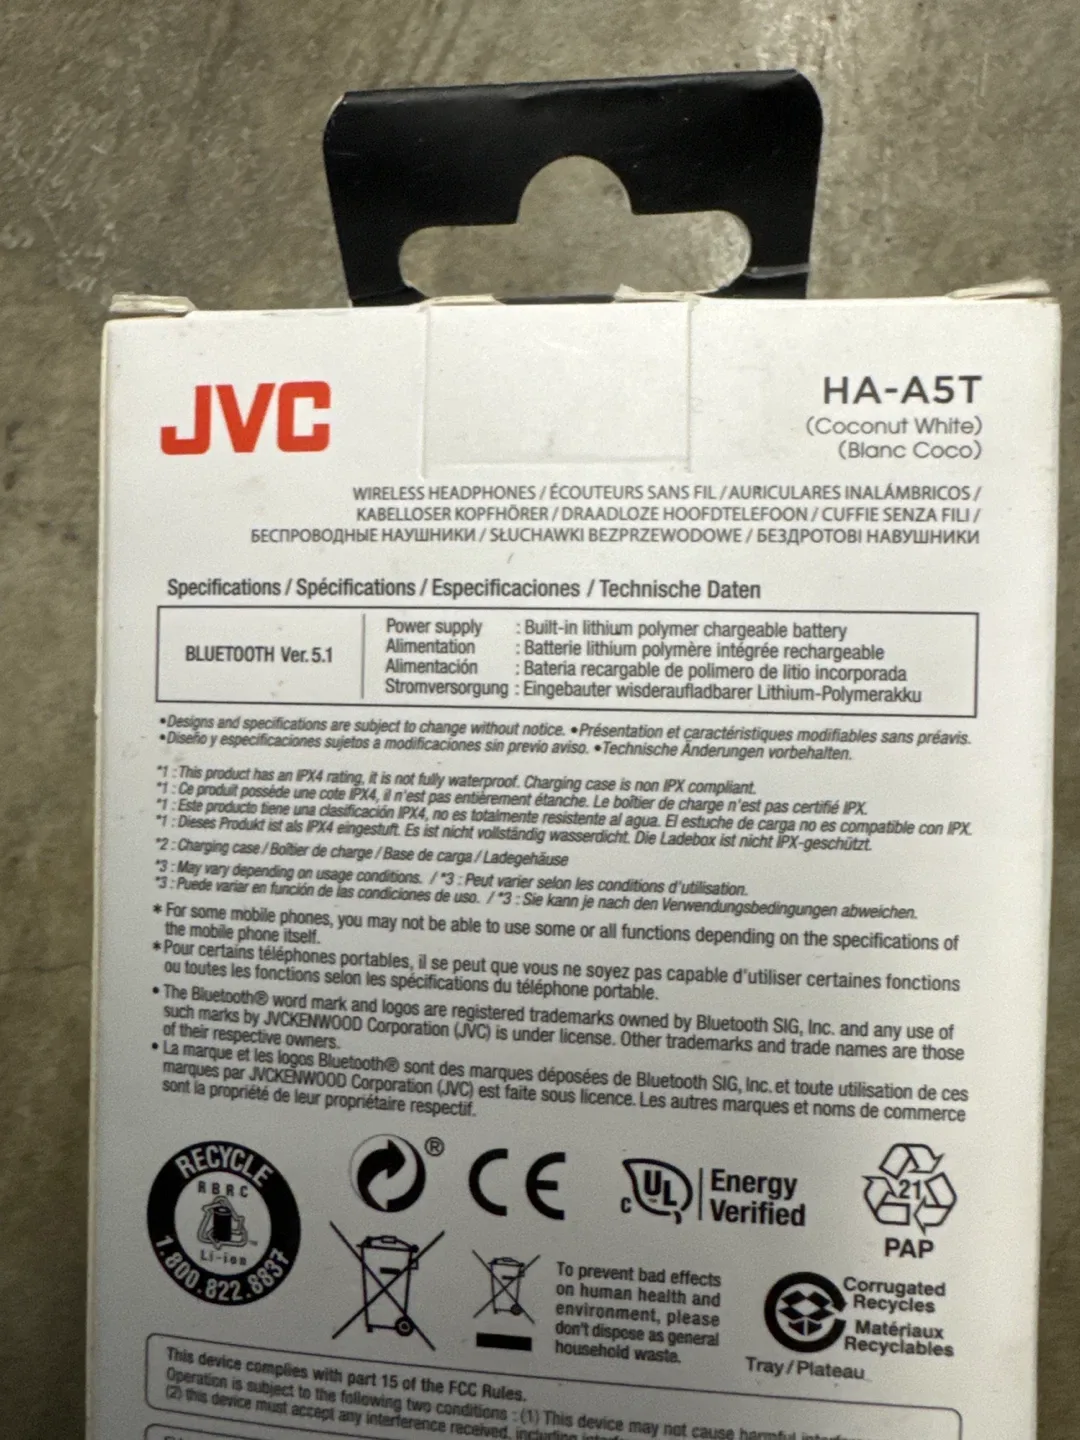 JVC
HA-A5T
(Coconut White)
(Blanc Coco)
WIRELESS HEADPHONES / ÉCOUTEURS SANS FIL / AURICULARES INALÁMBRICOS /
KABELLOSER KOPFHÖRER / DRAADLOZE HOOFDTELEFOON / CUFFIE SENZA FILI /
БЕСПРОВОДНЫЕ НАУШНИКИ / SŁUCHAWKI BEZPRZEWODOWE / БЕЗДРОТОВІ НАВУШНИКИ
Specifications / Spécifications / Especificaciones / Technische Daten
BLUETOOTH Ver. 5.1
Power supply : Built-in lithium polymer chargeable battery
Alimentation : Batterie lithium polymère intégrée rechargeable
Alimentación : Bateria recargable de polimero de litio incorporada
Stromversorgung : Eingebauter wisderaufladbarer Lithium-Polymerakku
•Designs and specifications are subject to change without notice. •Présentation et caractéristiques modifiables sans préavis.
•Diseño y especificaciones sujetos a modificaciones sin previo aviso. •Technische Änderungen vorbehalten.
*1 : This product has an IPX4 rating, it is not fully waterproof. Charging case is non IPX compliant.
*1 : Ce produit possède une cote IPX4, il n'est pas entièrement étanche. Le boîtier de charge n'est pas certifié IPX.
*1 : Este producto tiene una clasificación IPX4, no es totalmente resistente al agua. El estuche de carga no es compatible con IPX.
*1 : Dieses Produkt ist als IPX4 eingestuft. Es ist nicht vollständig wasserdicht. Die Ladebox ist nicht IPX-geschützt.
*2 : Charging case / Boîtier de charge / Base de carga / Ladegehäuse
*3 : May vary depending on usage conditions. / *3 : Peut varier selon les conditions d'utilisation.
*3 : Puede variar en función de las condiciones de uso. / *3 : Sie kann je nach den Verwendungsbedingungen abweichen.
* For some mobile phones, you may not be able to use some or all functions depending on the specifications of
the mobile phone itself.
* Pour certains téléphones portables, il se peut que vous ne soyez pas capable d'utiliser certaines fonctions
ou toutes les fonctions selon les spécifications du téléphone portable.
• The Bluetooth® word mark and logos are registered trademarks owned by Bluetooth SIG, Inc. and any use of
such marks by JVCKENWOOD Corporation (JVC) is under license. Other trademarks and trade names are those
of their respective owners.
• La marque et les logos Bluetooth® sont des marques déposées de Bluetooth SIG, Inc. et toute utilisation de ces
marques par JVCKENWOOD Corporation (JVC) est faite sous licence. Les autres marques et noms de commerce
sont la propriété de leur propriétaire respectif.
RECYCLE
RBRC
Li-ion
1.800.822.8837
®
CE
C UL
Energy
Verified
21
PAP
To prevent bad effects
on human health and
environment, please
don't dispose as general
household waste.
Corrugated
Recycles
Matériaux
Recyclables
Tray / Plateau
This device complies with part 15 of the FCC Rules.
Operation is subject to the following two conditions : (1) This device may not cause harmful
(2) this device must accept any interference received, including